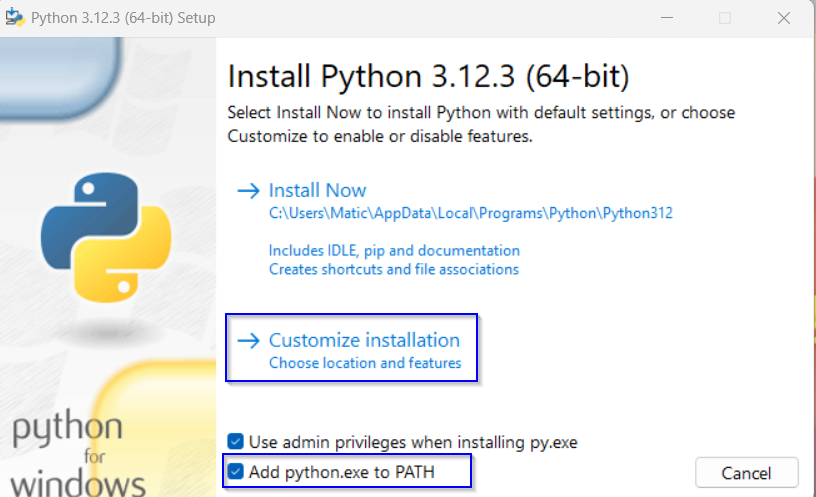 Python 3.12.3 (64-bit) Setup
Install Python 3.12.3 (64-bit)
Select Install Now to install Python with default settings, or choose
Customize to enable or disable features.
Install Now
C:\Users\Matic\AppData\Local\Programs\Python\Python312
Includes IDLE, pip and documentation
Creates shortcuts and file associations
Customize installation
Choose location and features
python
for
windows
Use admin privileges when installing py.exe
Add python.exe to PATH
Cancel